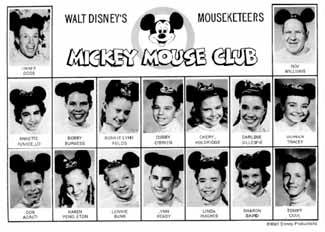 WALT DISNEY'S MOUSEKETEERS
MICKEY MOUSE CLUB
JIMMIE
DODD
ROY
WILLIAMS
ANNETTE
FUNICELLO
BOBBY
BURGESS
BONNIE LYNN
FIELDS
CUBBY
O'BRIEN
CHERYL
HOLDRIDGE
DARLENE
GILLESPIE
DOREEN
TRACEY
DON
AGRATI
KAREN
PENDLETON
LONNIE
BURR
LYNN
READY
LINDA
HUGHES
SHARON
BAIRD
TOMMY
COLE
©Walt Disney Productions